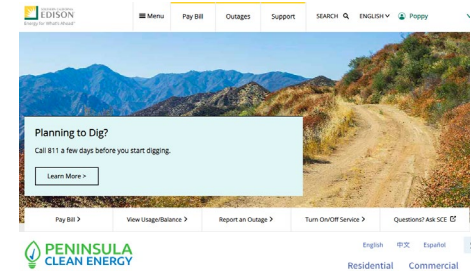 EDISON
Energy for What's Ahead
Menu Pay Bill Outages Support SEARCH ENGLISH Poppy
Planning to Dig?
Call 811 a few days before you start digging.
Learn More >
Pay Bill > View Usage/Balance > Report an Outage > Turn On/Off Service > Questions? Ask SCE
PENINSULA
CLEAN ENERGY
English 中文 Español
Residential Commercial